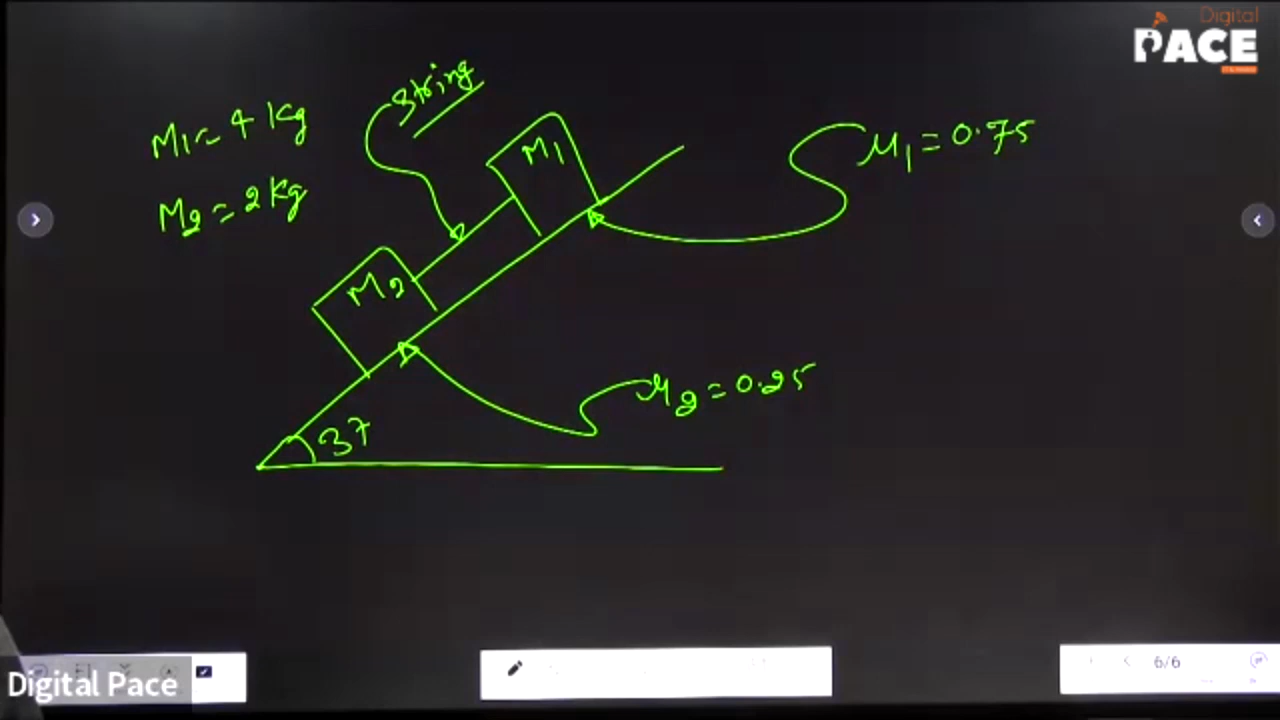 Digital
PACE
String
M1 = 4 Kg
M2 = 2 Kg
M1
μ1 = 0.75
M2
μ2 = 0.25
37
6/6
Digital Pace